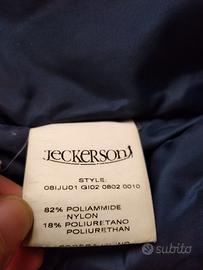 Jeckerson
STYLE:
08IJU01 GI02 0802 0010
82% POLIAMMIDE
NYLON
18% POLIURETANO
POLIURETHAN
subito